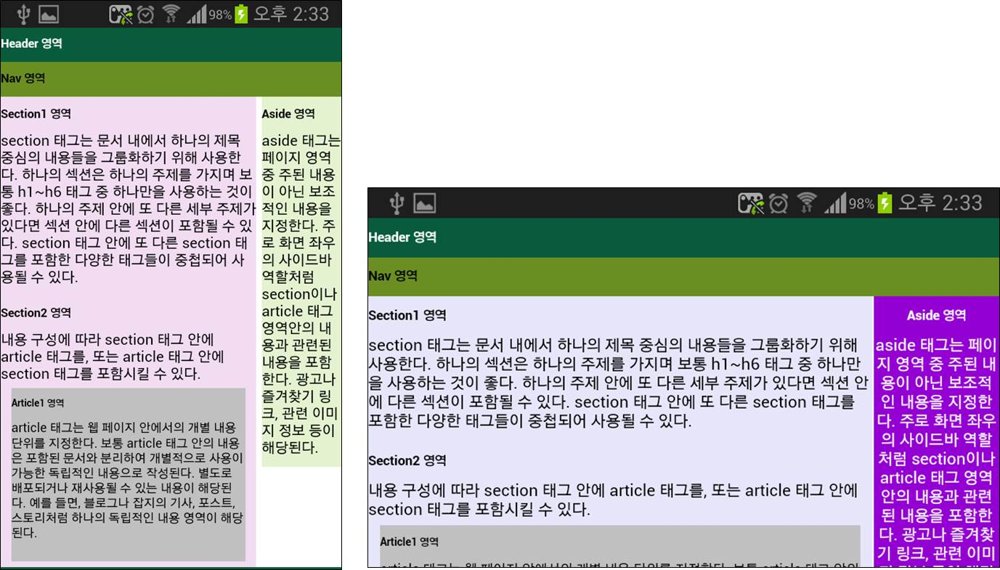 98% 오후 2:33
Header 영역
Nav 영역
Section1 영역
section 태그는 문서 내에서 하나의 제목
중심의 내용들을 그룹화하기 위해 사용한
다. 하나의 섹션은 하나의 주제를 가지며 보
통 h1~h6 태그 중 하나만을 사용하는 것이
좋다. 하나의 주제 안에 또 다른 세부 주제가
있다면 섹션 안에 다른 섹션이 포함될 수 있
다. section 태그 안에 또 다른 section 태
그를 포함한 다양한 태그들이 중첩되어 사
용될 수 있다.
Section2 영역
내용 구성에 따라 section 태그 안에
article 태그를, 또는 article 태그 안에
section 태그를 포함시킬 수 있다.
Article1 영역
article 태그는 웹 페이지 안에서의 개별 내용
단위를 지정한다. 보통 article 태그 안의 내용
은 포함된 문서와 분리하여 개별적으로 사용이
가능한 독립적인 내용으로 작성된다. 별도로
배포되거나 재사용될 수 있는 내용이 해당된
다. 예를 들면, 블로그나 잡지의 기사, 포스트,
스토리처럼 하나의 독립적인 내용 영역이 해당
된다.
Aside 영역
aside 태그는
페이지 영역
중 주된 내용
이 아닌 보조
적인 내용을
지정한다. 주
로 화면 좌우
의 사이드바
역할처럼
section이나
article 태그
영역안의 내
용과 관련된
내용을 포함
한다. 광고나
즐겨찾기 링
크, 관련 이미
지 정보 등이
해당된다.
98% 오후 2:33
Header 영역
Nav 영역
Section1 영역
section 태그는 문서 내에서 하나의 제목 중심의 내용들을 그룹화하기 위해
사용한다. 하나의 섹션은 하나의 주제를 가지며 보통 h1~h6 태그 중 하나만
을 사용하는 것이 좋다. 하나의 주제 안에 또 다른 세부 주제가 있다면 섹션 안
에 다른 섹션이 포함될 수 있다. section 태그 안에 또 다른 section 태그를
포함한 다양한 태그들이 중첩되어 사용될 수 있다.
Section2 영역
내용 구성에 따라 section 태그 안에 article 태그를, 또는 article 태그 안에
section 태그를 포함시킬 수 있다.
Article1 영역
Aside 영역
aside 태그는 페이
지 영역 중 주된 내
용이 아닌 보조적
인 내용을 지정한
다. 주로 화면 좌우
의 사이드바 역할
처럼 section이나
article 태그 영역
안의 내용과 관련
된 내용을 포함한
다. 광고나 즐겨찾
기 링크, 관련 이미